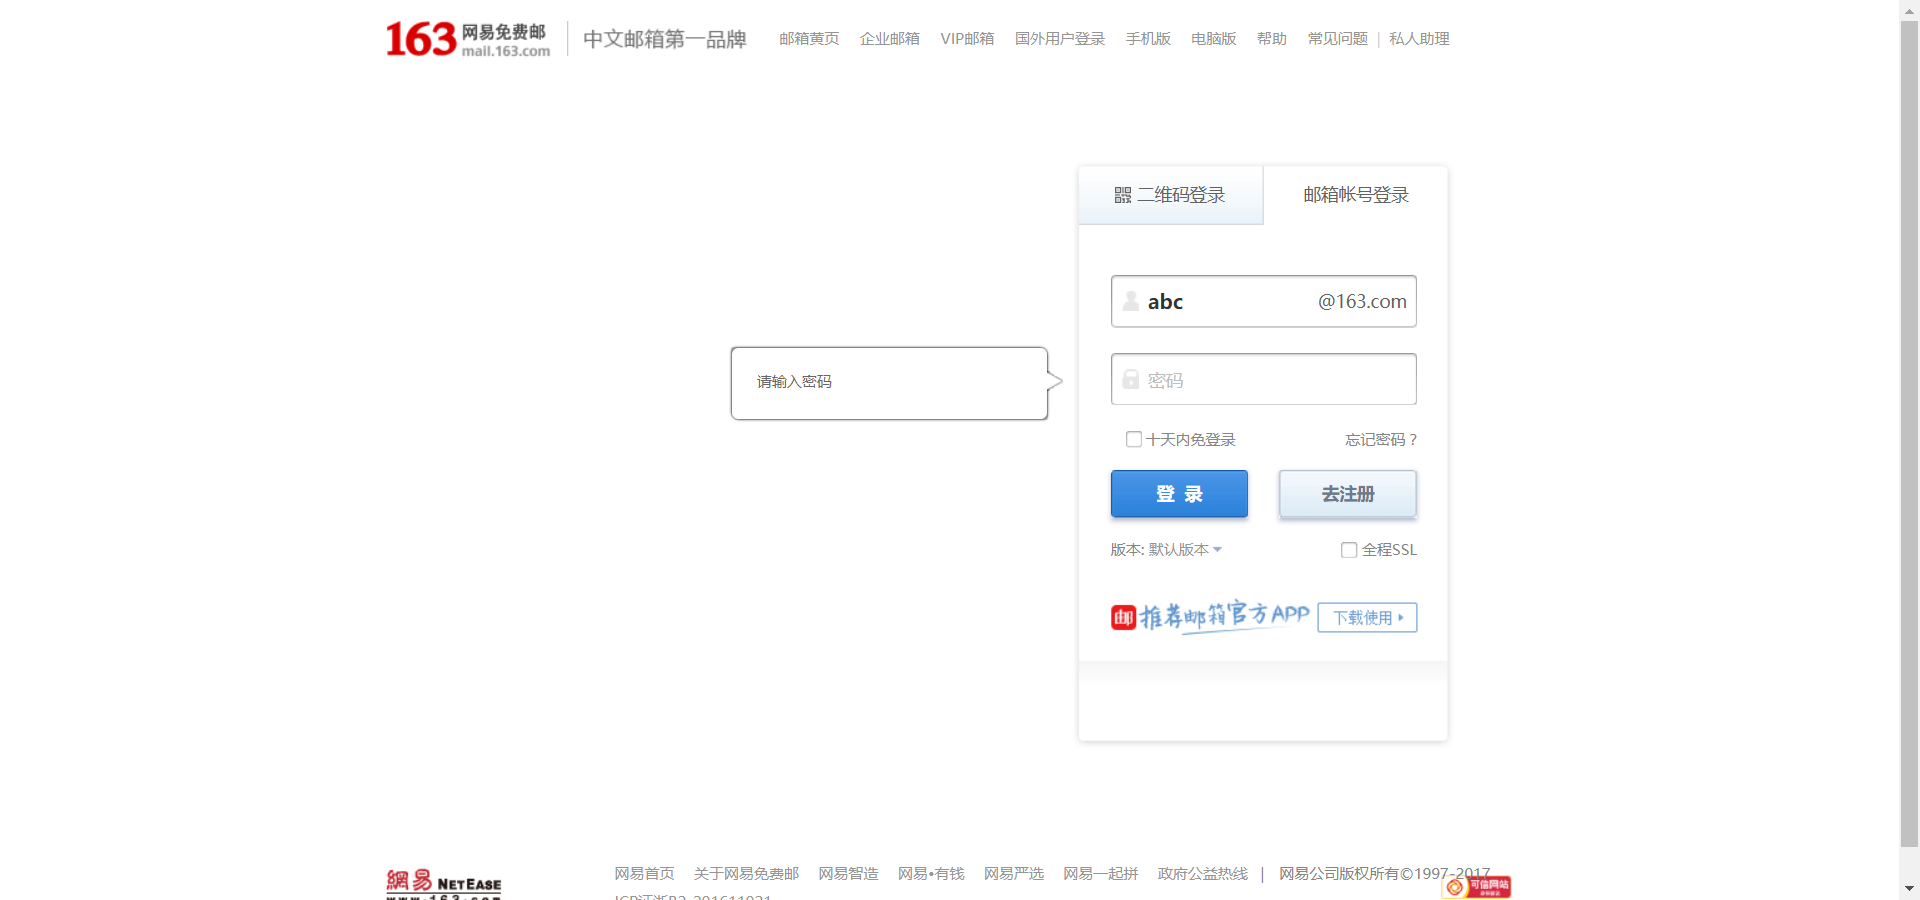 163 网易免费邮 mail.163.com 中文邮箱第一品牌 邮箱黄页 企业邮箱 VIP邮箱 国外用户登录 手机版 电脑版 帮助 常见问题 | 私人助理
二维码登录 邮箱帐号登录
abc @163.com
请输入密码
密码
十天内免登录 忘记密码？
登 录 去注册
版本: 默认版本 全程SSL
邮 推荐邮箱官方APP 下载使用
網易 NETEASE 网易首页 关于网易免费邮 网易智造 网易•有钱 网易严选 网易一起拼 政府公益热线 | 网易公司版权所有©1997-2017
www.163.com
可信网站